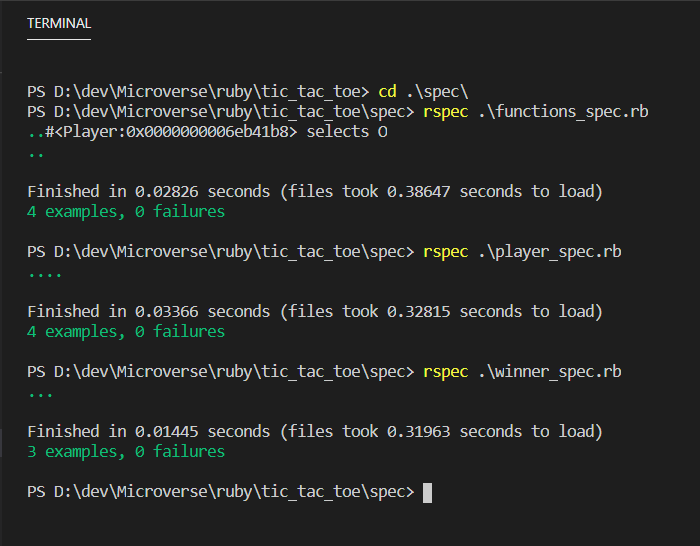 TERMINAL
PS D:\dev\Microverse\ruby\tic_tac_toe> cd .\spec\
PS D:\dev\Microverse\ruby\tic_tac_toe\spec> rspec .\functions_spec.rb
..#<Player:0x0000000006eb41b8> selects O
..
Finished in 0.02826 seconds (files took 0.38647 seconds to load)
4 examples, 0 failures
PS D:\dev\Microverse\ruby\tic_tac_toe\spec> rspec .\player_spec.rb
....
Finished in 0.03366 seconds (files took 0.32815 seconds to load)
4 examples, 0 failures
PS D:\dev\Microverse\ruby\tic_tac_toe\spec> rspec .\winner_spec.rb
...
Finished in 0.01445 seconds (files took 0.31963 seconds to load)
3 examples, 0 failures
PS D:\dev\Microverse\ruby\tic_tac_toe\spec>